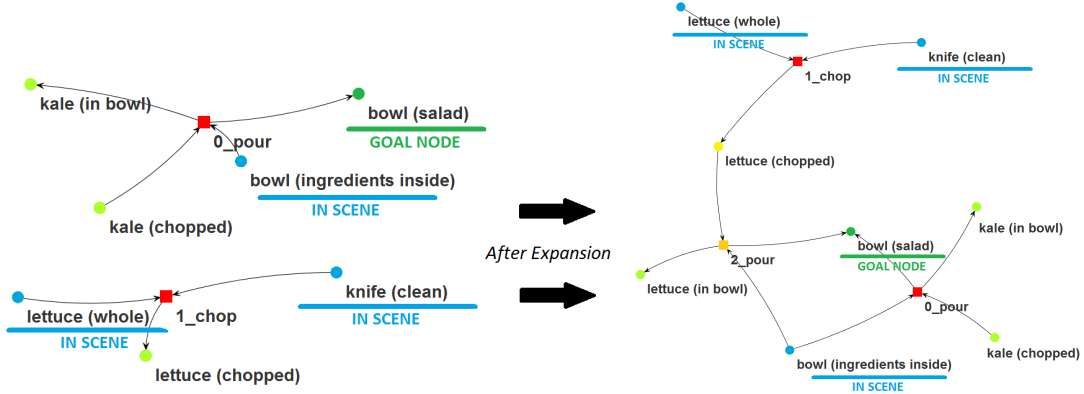 kale (in bowl)
bowl (salad)
GOAL NODE
0_pour
bowl (ingredients inside)
IN SCENE
kale (chopped)
knife (clean)
IN SCENE
lettuce (whole)
IN SCENE
1_chop
lettuce (chopped)
After Expansion
lettuce (whole)
IN SCENE
knife (clean)
IN SCENE
1_chop
lettuce (chopped)
kale (in bowl)
bowl (salad)
GOAL NODE
2_pour
lettuce (in bowl)
0_pour
kale (chopped)
bowl (ingredients inside)
IN SCENE